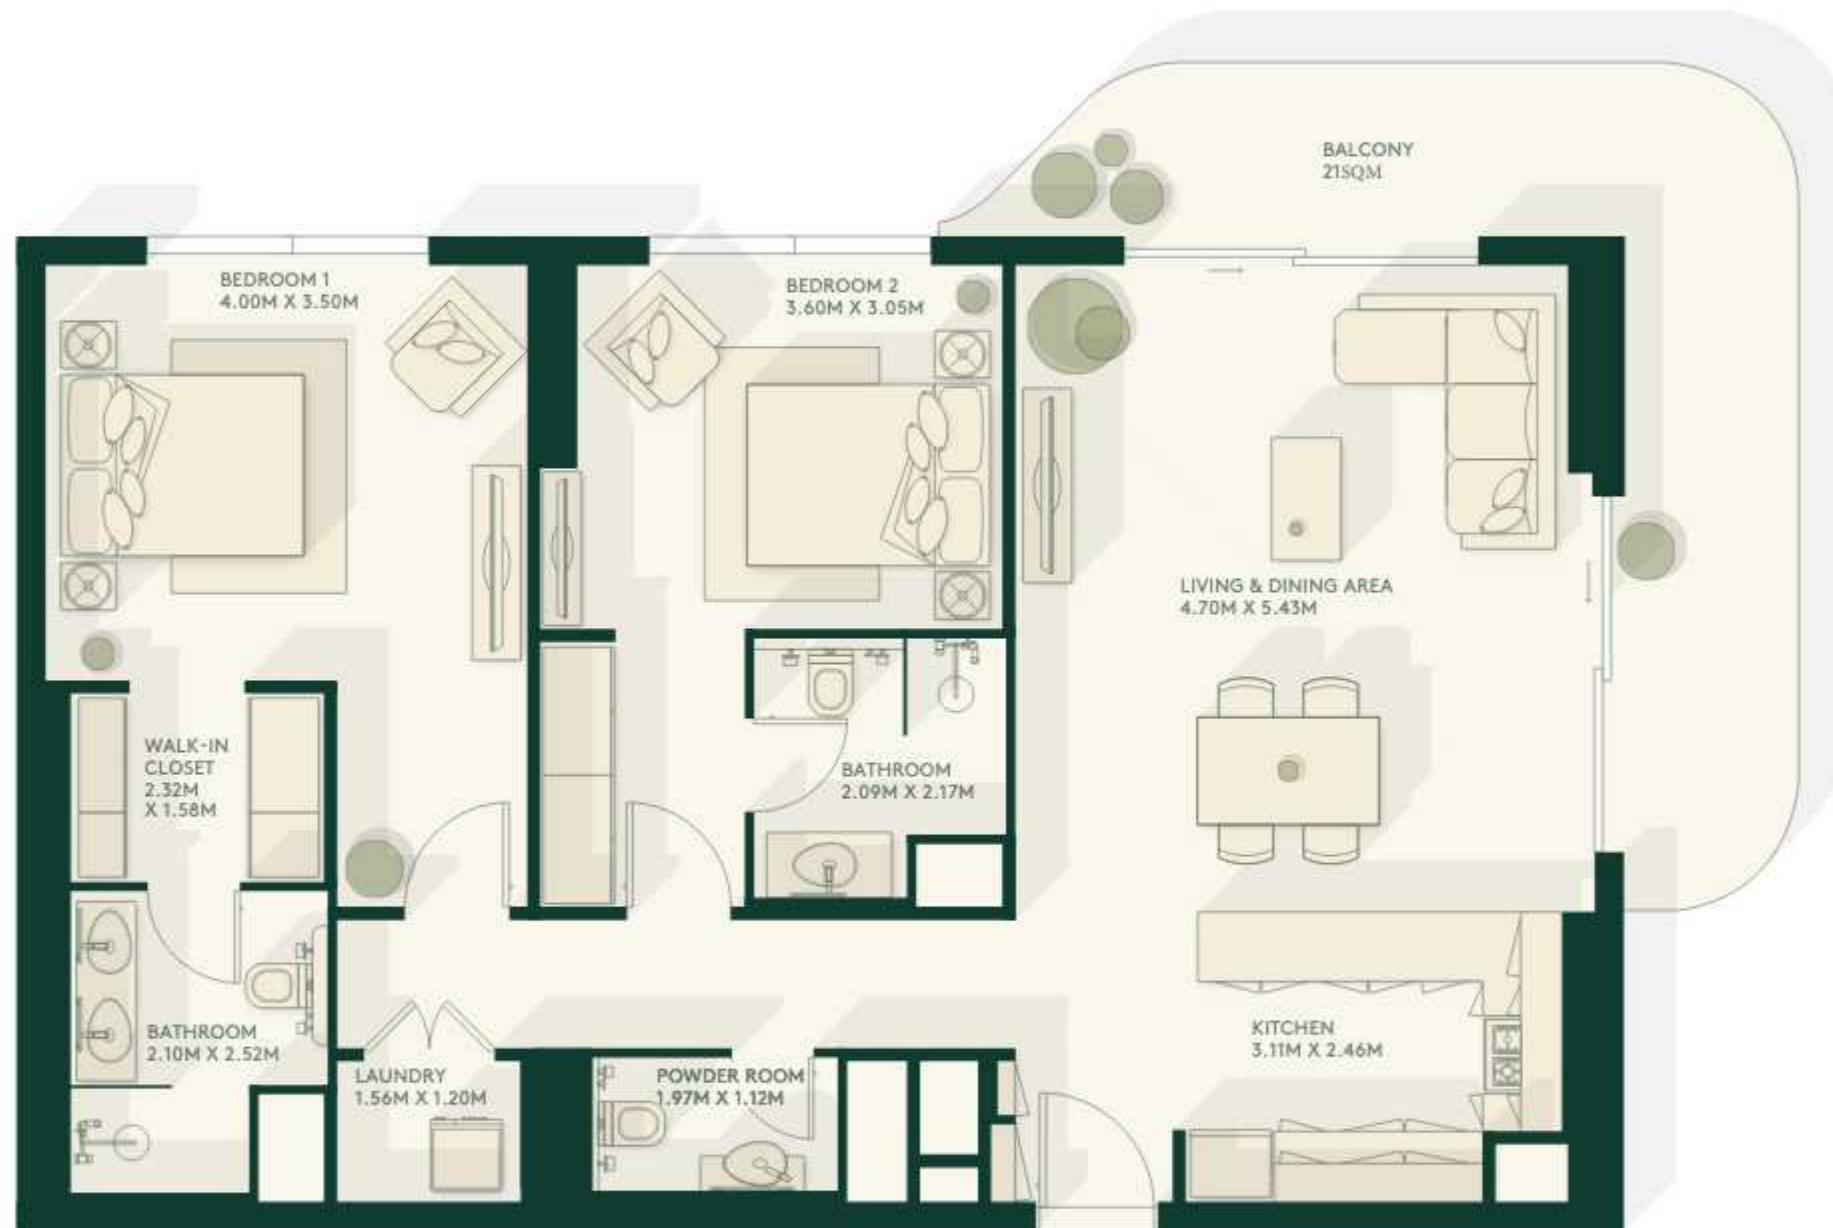 BALCONY
21SQM
BEDROOM 1
4.00M X 3.50M
BEDROOM 2
3.60M X 3.05M
LIVING & DINING AREA
4.70M X 5.43M
WALK-IN
CLOSET
2.32M
X 1.58M
BATHROOM
2.09M X 2.17M
BATHROOM
2.10M X 2.52M
LAUNDRY
1.56M X 1.20M
POWDER ROOM
1.97M X 1.12M
KITCHEN
3.11M X 2.46M